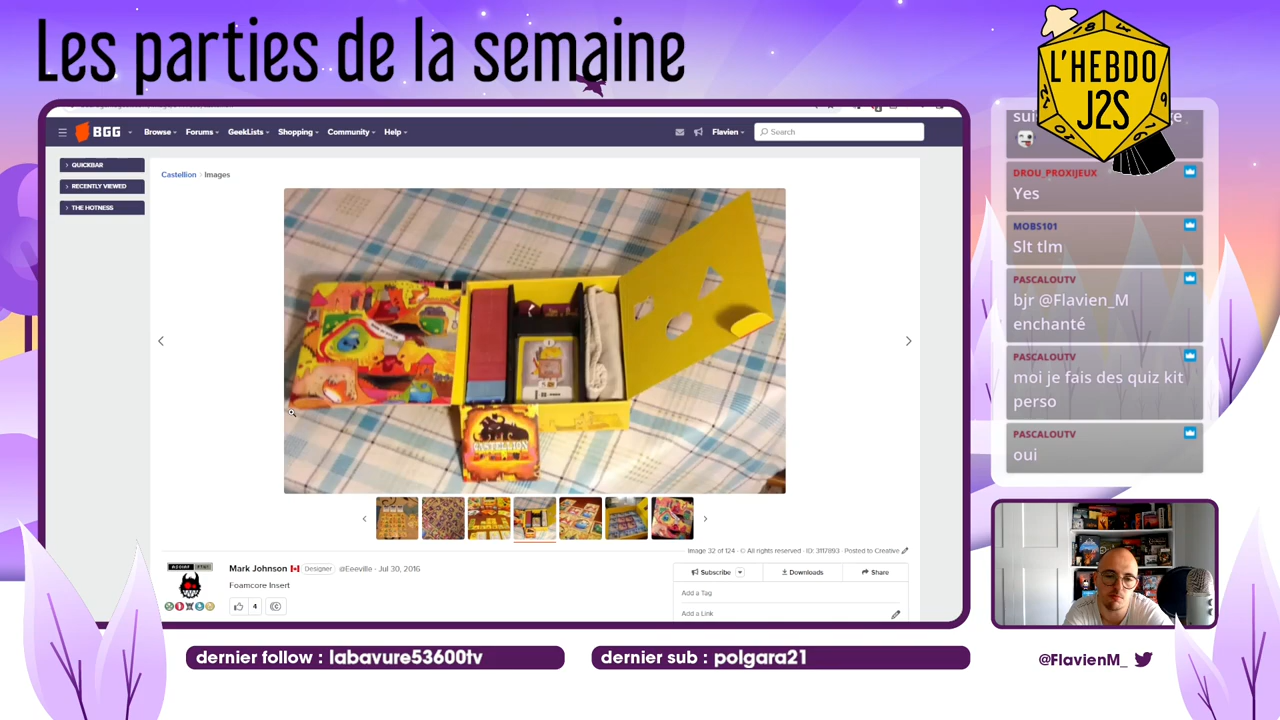 Les parties de la semaine
L'HEBDO
J2S
BGG
Browse
Forums
GeekLists
Shopping
Community
Help
Flavien
Search
QUICKBAR
RECENTLY VIEWED
THE HOTNESS
Castellion > Images
CASTELLION
Image 32 of 124 · © All rights reserved · ID: 3117893 · Posted to Creative
Mark Johnson Designer @Eeeville · Jul 30, 2016
Foamcore Insert
4
Subscribe
Downloads
Share
Add a Tag
Add a Link
DROU_PROXIJEUX
Yes
MOBS101
Slt tlm
PASCALOUTV
bjr @Flavien_M
enchanté
PASCALOUTV
moi je fais des quiz kit
perso
PASCALOUTV
oui
dernier follow : labavure53600tv
dernier sub : polgara21
@FlavienM_